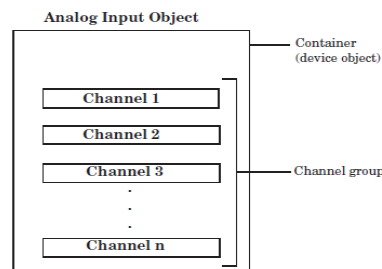 Analog Input Object
Container
(device object)
Channel 1
Channel 2
Channel 3
Channel group
.
.
.
Channel n